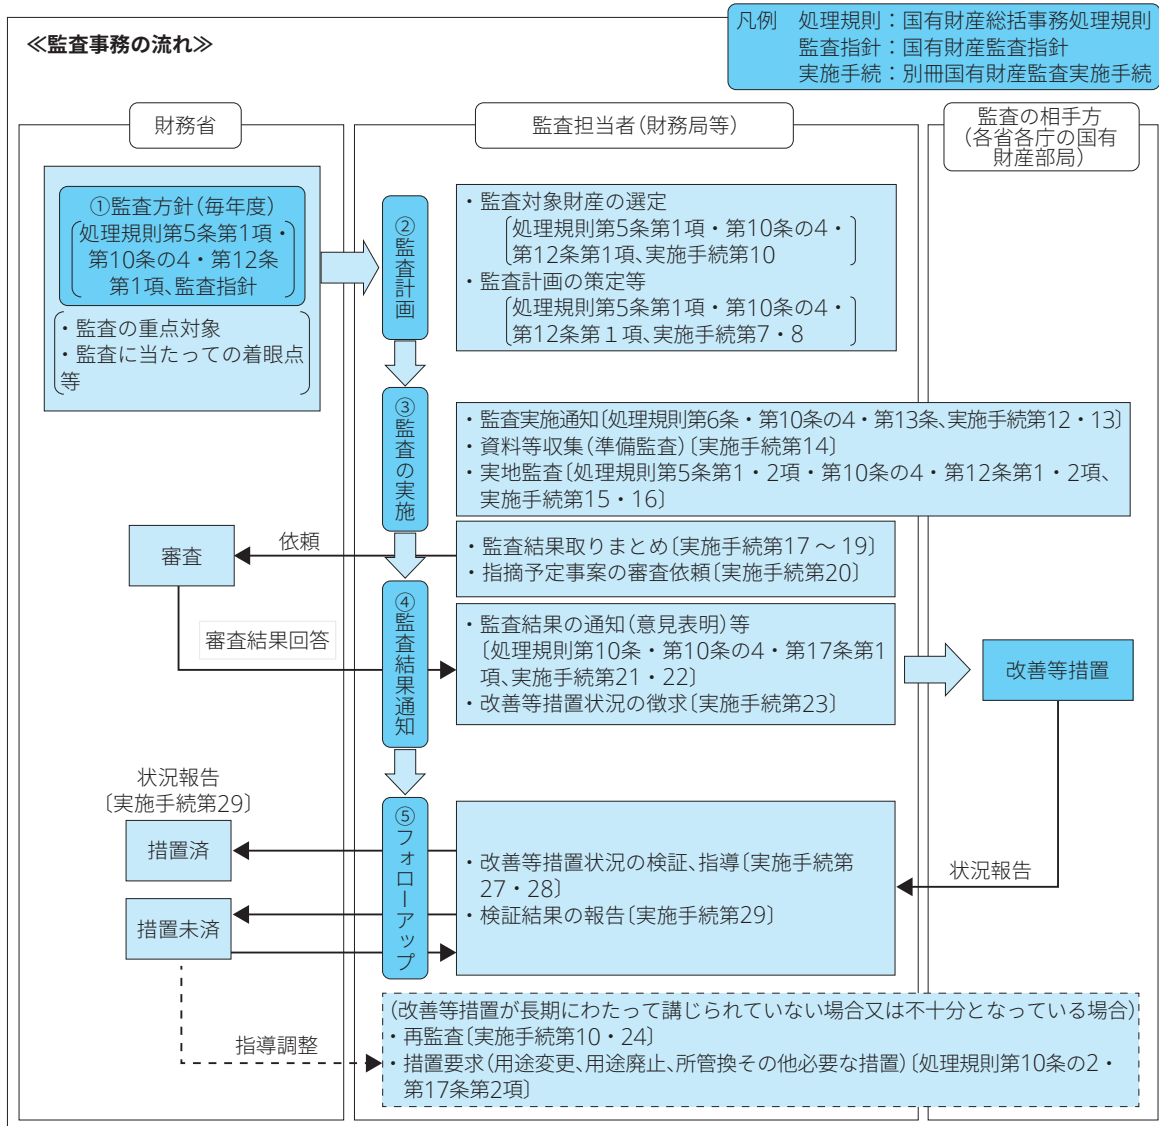 ≪監査事務の流れ≫
凡例　処理規則：国有財産総括事務処理規則
監査指針：国有財産監査指針
実施手続：別冊国有財産監査実施手続
財務省
監査担当者（財務局等）
監査の相手方
（各省各庁の国有
財産部局）
①監査方針（毎年度）
〔処理規則第5条第1項・
第10条の4・第12条
第1項、監査指針〕
〔・監査の重点対象
・監査に当たっての着眼点
等〕
②監査計画
・監査対象財産の選定
〔処理規則第5条第1項・第10条の4・
第12条第1項、実施手続第10〕
・監査計画の策定等
〔処理規則第5条第1項・第10条の4・
第12条第１項、実施手続第7・8〕
③監査の実施
・監査実施通知〔処理規則第6条・第10条の4・第13条、実施手続第12・13〕
・資料等収集（準備監査）〔実施手続第14〕
・実地監査〔処理規則第5条第1・2項・第10条の4・第12条第1・2項、
実施手続第15・16〕
・監査結果取りまとめ〔実施手続第17～19〕
・指摘予定事案の審査依頼〔実施手続第20〕
依頼
審査
審査結果回答
④監査結果通知
・監査結果の通知（意見表明）等
〔処理規則第10条・第10条の4・第17条第1
項、実施手続第21・22〕
・改善等措置状況の徴求〔実施手続第23〕
改善等措置
状況報告
〔実施手続第29〕
措置済
措置未済
⑤フォローアップ
・改善等措置状況の検証、指導〔実施手続第
27・28〕
・検証結果の報告〔実施手続第29〕
状況報告
指導調整
（改善等措置が長期にわたって講じられていない場合又は不十分となっている場合）
・再監査〔実施手続第10・24〕
・措置要求（用途変更、用途廃止、所管換その他必要な措置）〔処理規則第10条の2・
第17条第2項〕